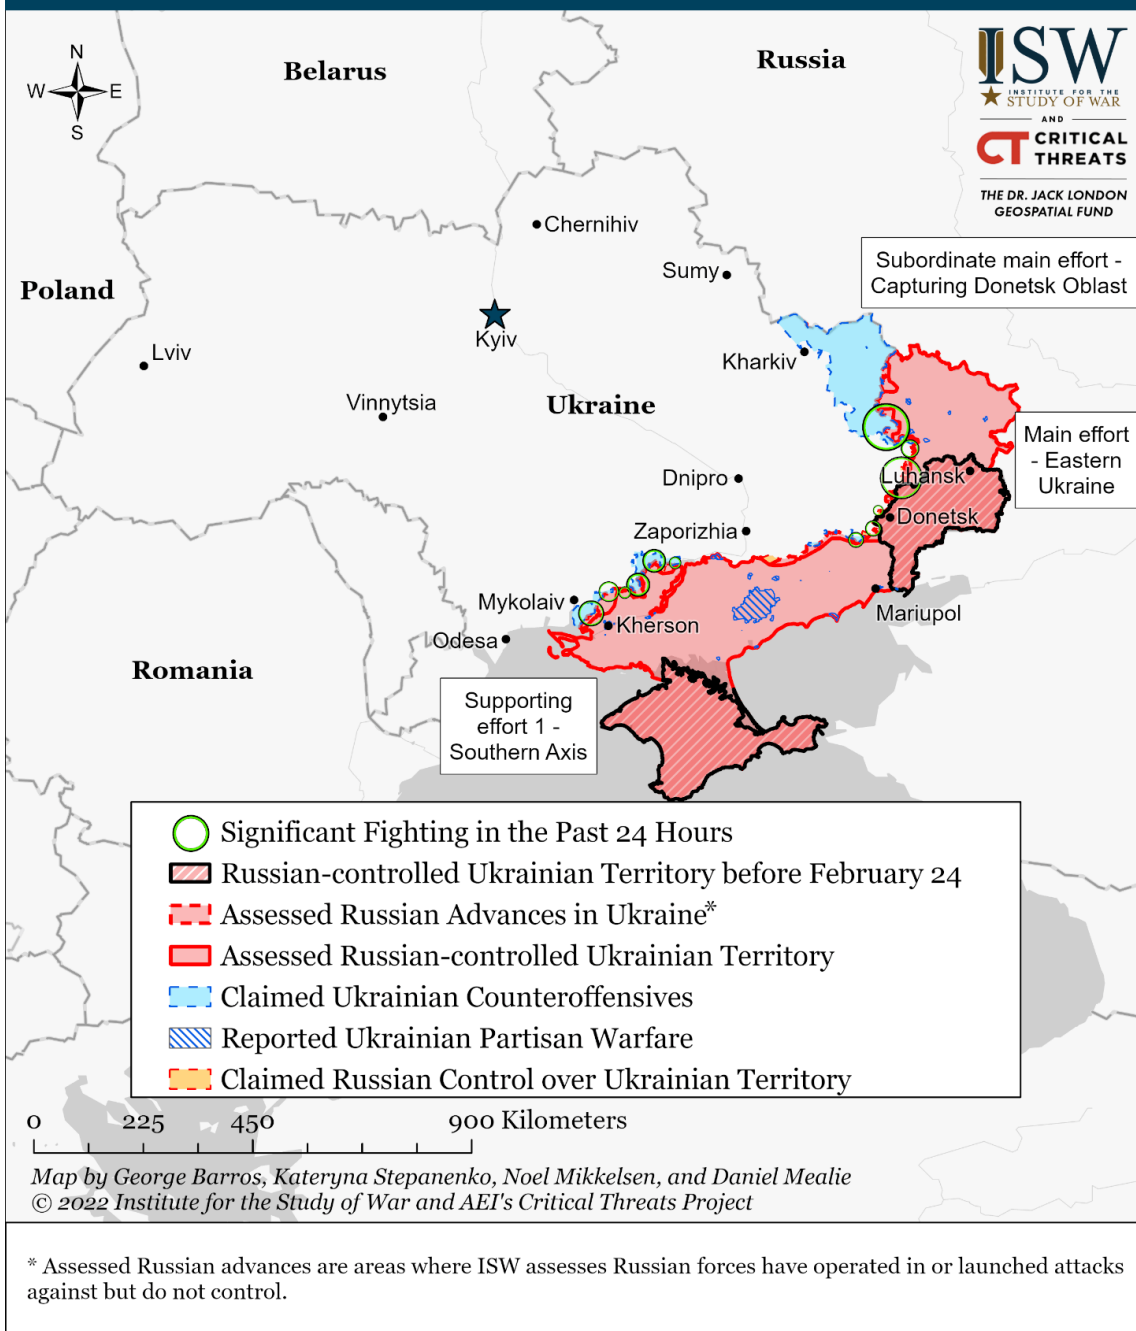 Belarus
Russia
N
W E
S
ISW
INSTITUTE FOR THE
STUDY OF WAR
AND
CT CRITICAL
THREATS
THE DR. JACK LONDON
GEOSPATIAL FUND
Chernihiv
Subordinate main effort -
Capturing Donetsk Oblast
Sumy
Poland
Kyiv
Lviv
Kharkiv
Vinnytsia
Ukraine
Main effort
- Eastern
Ukraine
Dnipro
Luhansk
Donetsk
Zaporizhia
Mykolaiv
Kherson
Mariupol
Odesa
Romania
Supporting
effort 1 -
Southern Axis
Significant Fighting in the Past 24 Hours
Russian-controlled Ukrainian Territory before February 24
Assessed Russian Advances in Ukraine*
Assessed Russian-controlled Ukrainian Territory
Claimed Ukrainian Counteroffensives
Reported Ukrainian Partisan Warfare
Claimed Russian Control over Ukrainian Territory
0 225 450 900 Kilometers
Map by George Barros, Kateryna Stepanenko, Noel Mikkelsen, and Daniel Mealie
© 2022 Institute for the Study of War and AEI's Critical Threats Project
* Assessed Russian advances are areas where ISW assesses Russian forces have operated in or launched attacks
against but do not control.